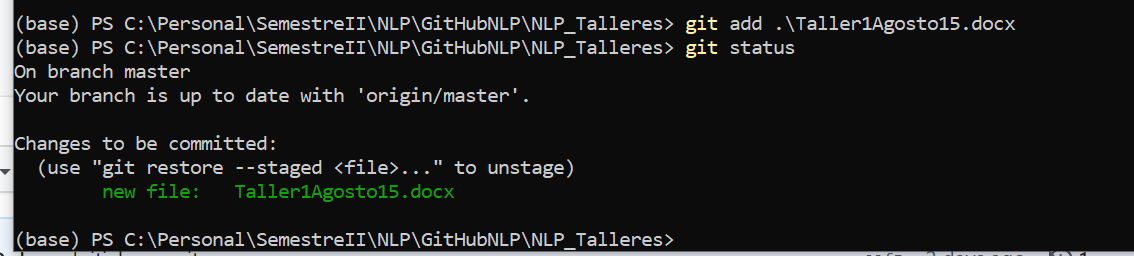 (base) PS C:\Personal\SemestreII\NLP\GitHubNLP\NLP_Talleres> git add .\Taller1Agosto15.docx
(base) PS C:\Personal\SemestreII\NLP\GitHubNLP\NLP_Talleres> git status
On branch master
Your branch is up to date with 'origin/master'.
Changes to be committed:
(use "git restore --staged <file>..." to unstage)
new file: Taller1Agosto15.docx
(base) PS C:\Personal\SemestreII\NLP\GitHubNLP\NLP_Talleres>